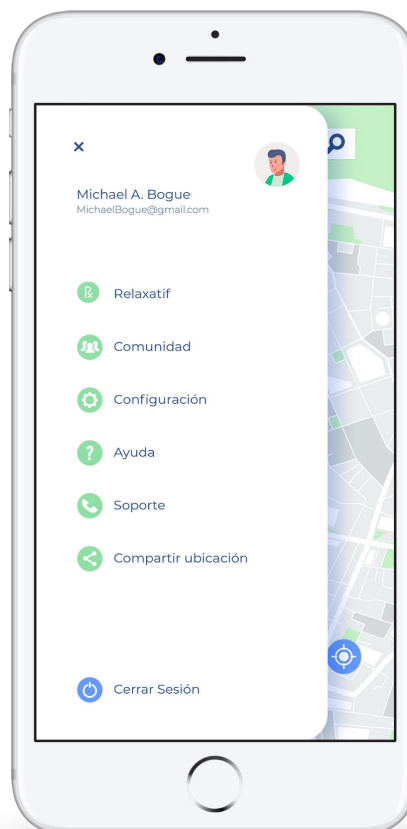 Michael A. Bogue
MichaelBogue@gmail.com
Relaxatif
Comunidad
Configuración
Ayuda
Soporte
Compartir ubicación
Cerrar Sesión